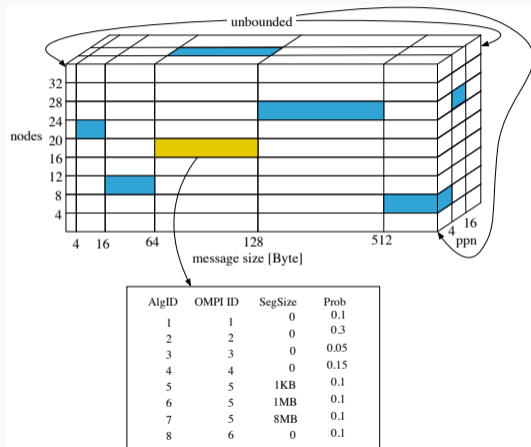 unbounded
32
28
24
nodes
20
16
12
8
4
4 16 64 128 512
4 16
ppn
message size [Byte]
AlgID OMPI ID SegSize Prob
1 1 0 0.1
2 2 0 0.3
3 3 0 0.05
4 4 0 0.15
5 5 1KB 0.1
6 5 1MB 0.1
7 5 8MB 0.1
8 6 0 0.1